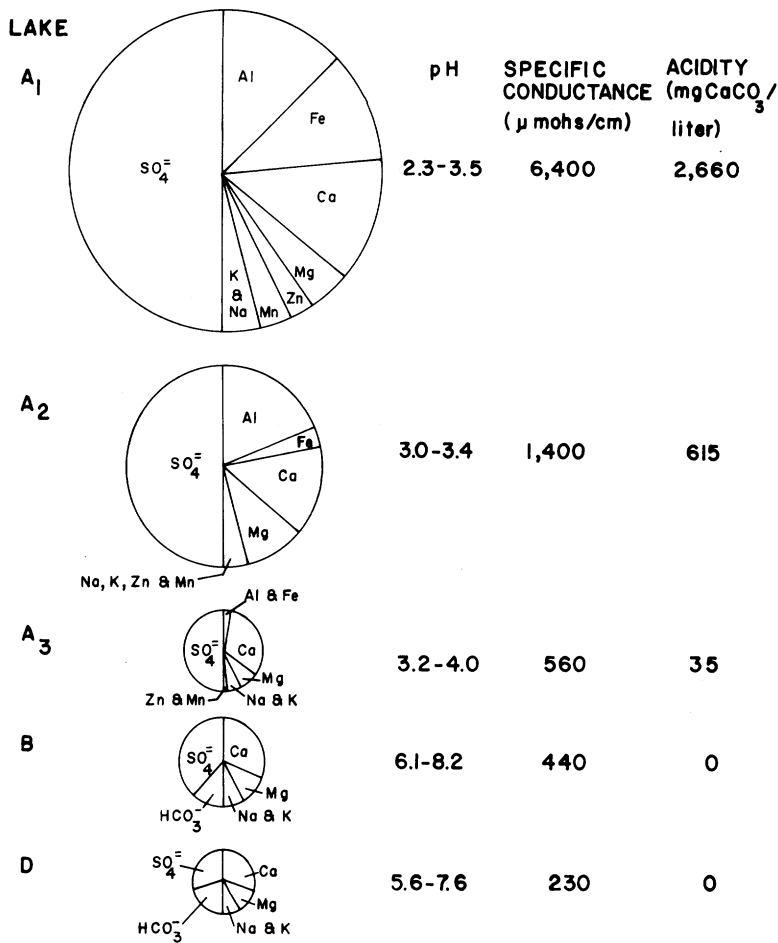 LAKE
pH SPECIFIC CONDUCTANCE (μ mohs/cm) ACIDITY (mgCaCO3/ liter)
A1
SO4=
Al
Fe
Ca
Mg
Zn
Mn
K & Na
2.3-3.5 6,400 2,660
A2
SO4=
Al
Fe
Ca
Mg
Na, K, Zn & Mn
3.0-3.4 1,400 615
A3
Al & Fe
SO4=
Ca
Mg
Na & K
Zn & Mn
3.2-4.0 560 35
B
SO4=
Ca
Mg
Na & K
HCO3-
6.1-8.2 440 0
D
SO4=
Ca
Mg
Na & K
HCO3-
5.6-7.6 230 0